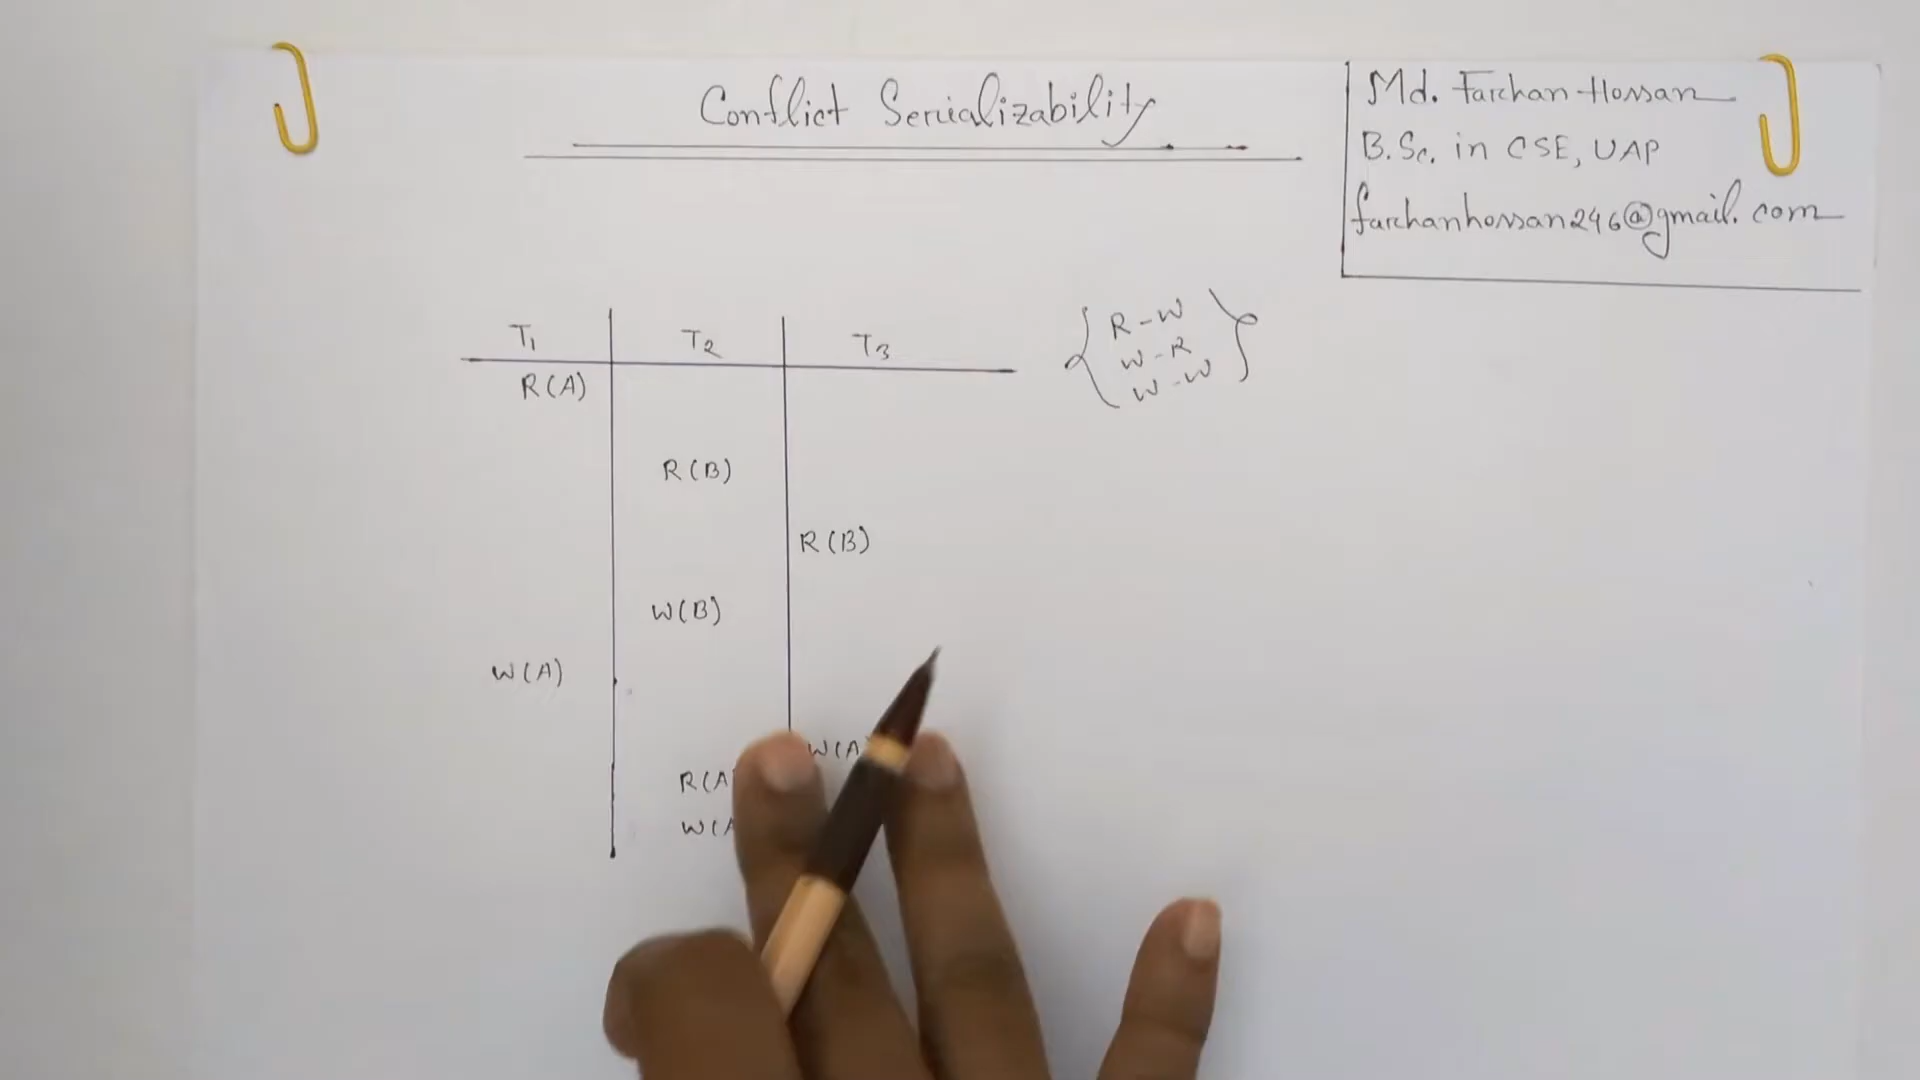 Conflict Serializability
Md. Farhan Hossan
B.Sc. in CSE, UAP
farhanhossan246@gmail.com
T1 T2 T3
R-W
W-R
W-W
R(A)
R(B)
R(B)
W(B)
W(A)
W(A
R(A
W(A